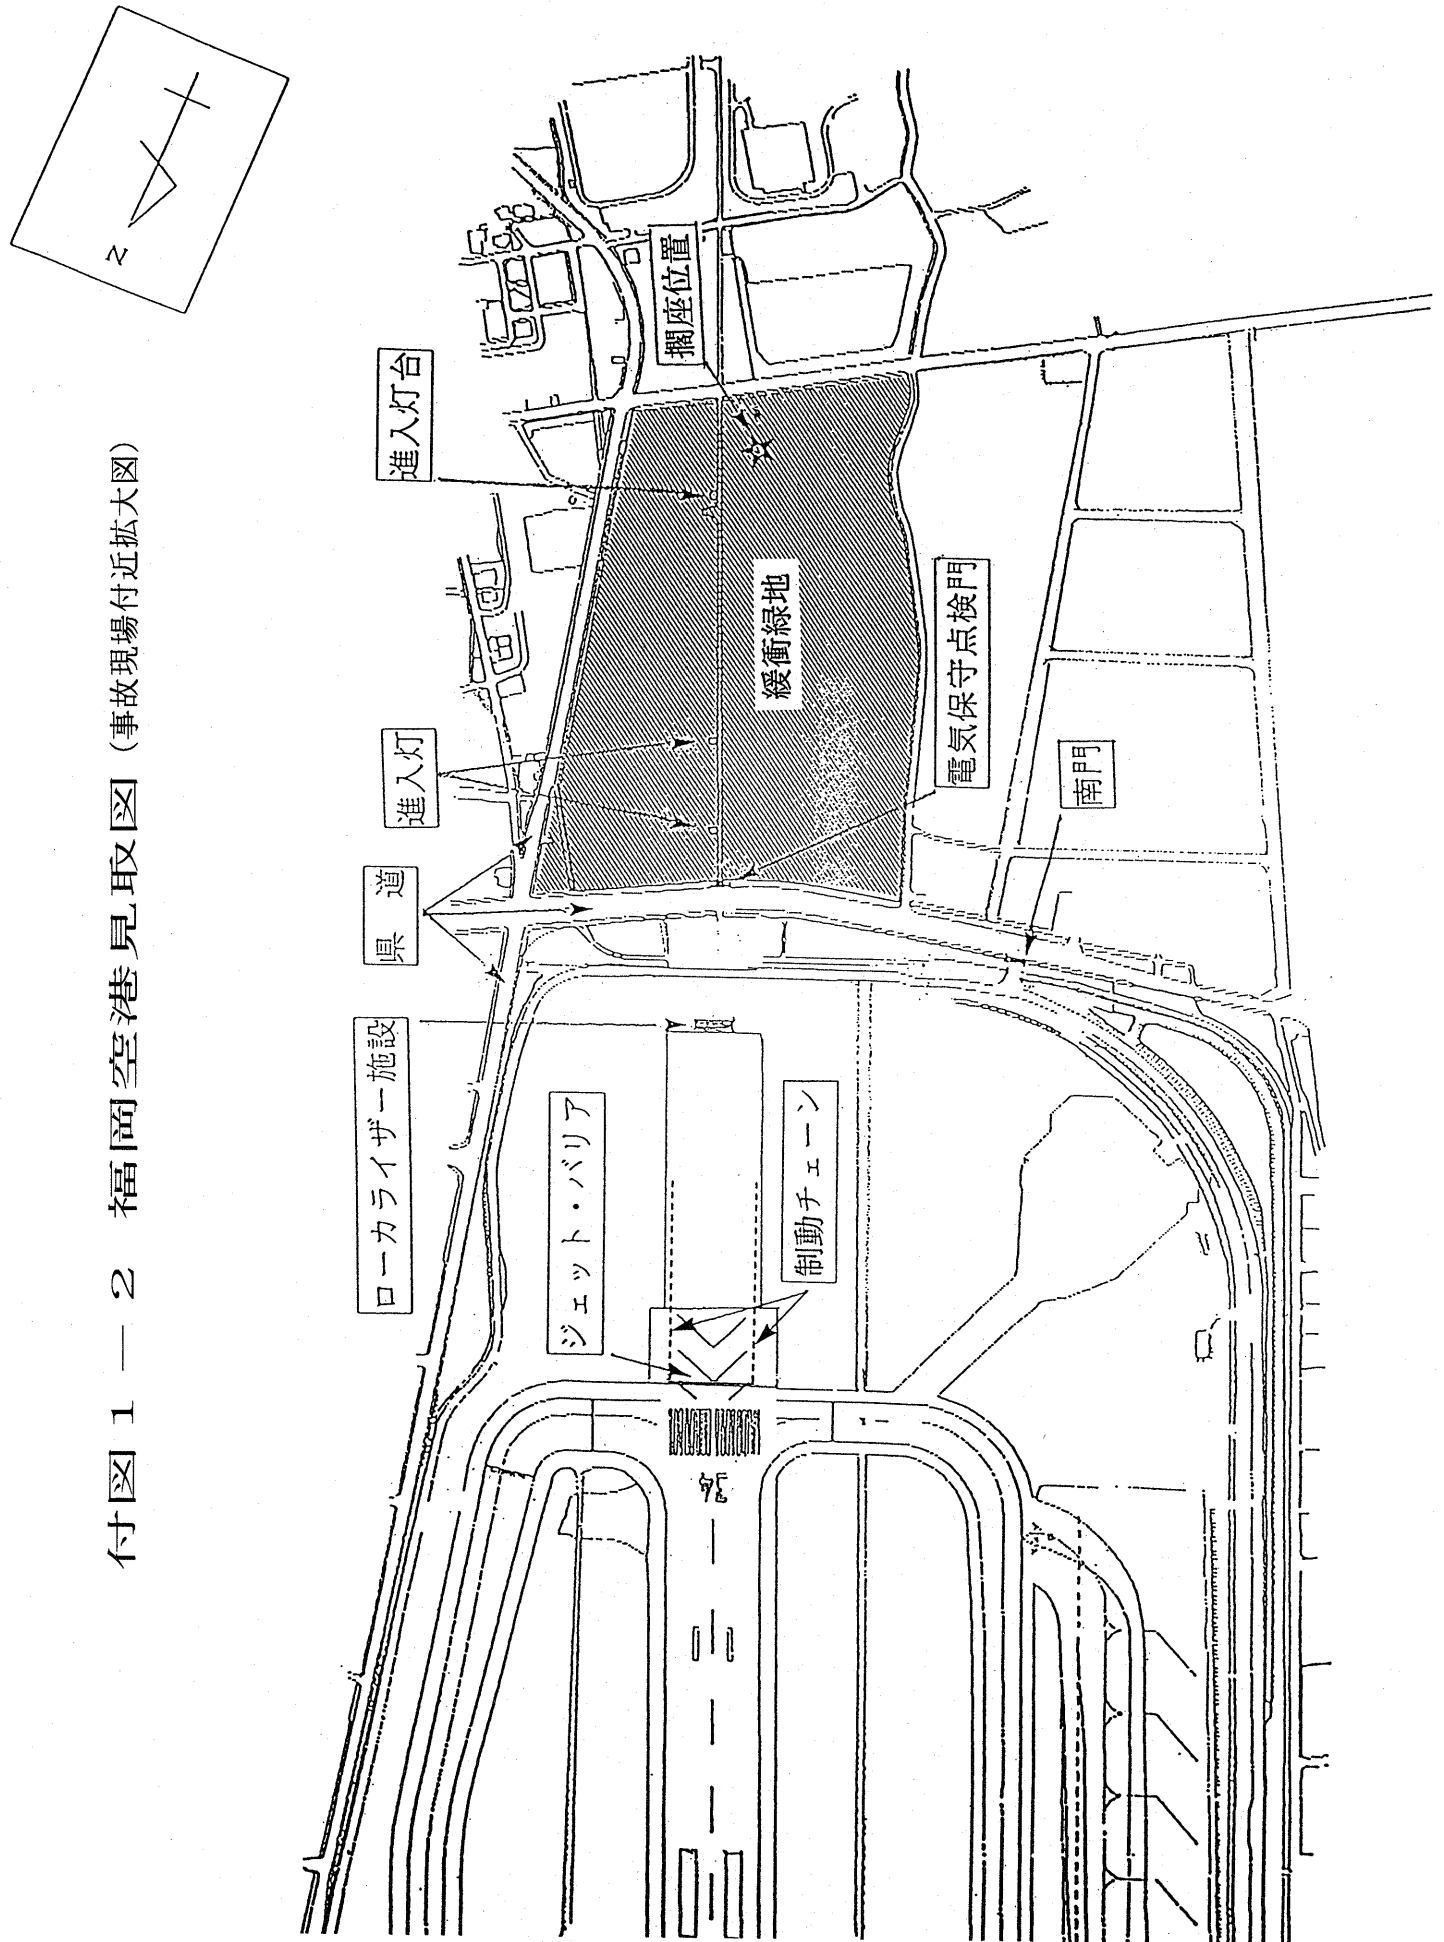 付図1—2 福岡空港見取図(事故現場付近拡大図)
N
進入灯台
擱座位置
進入灯
緩衝緑地
県 道
電気保守点検門
南門
ローカライザー施設
ジェット・バリア
制動チェーン
34